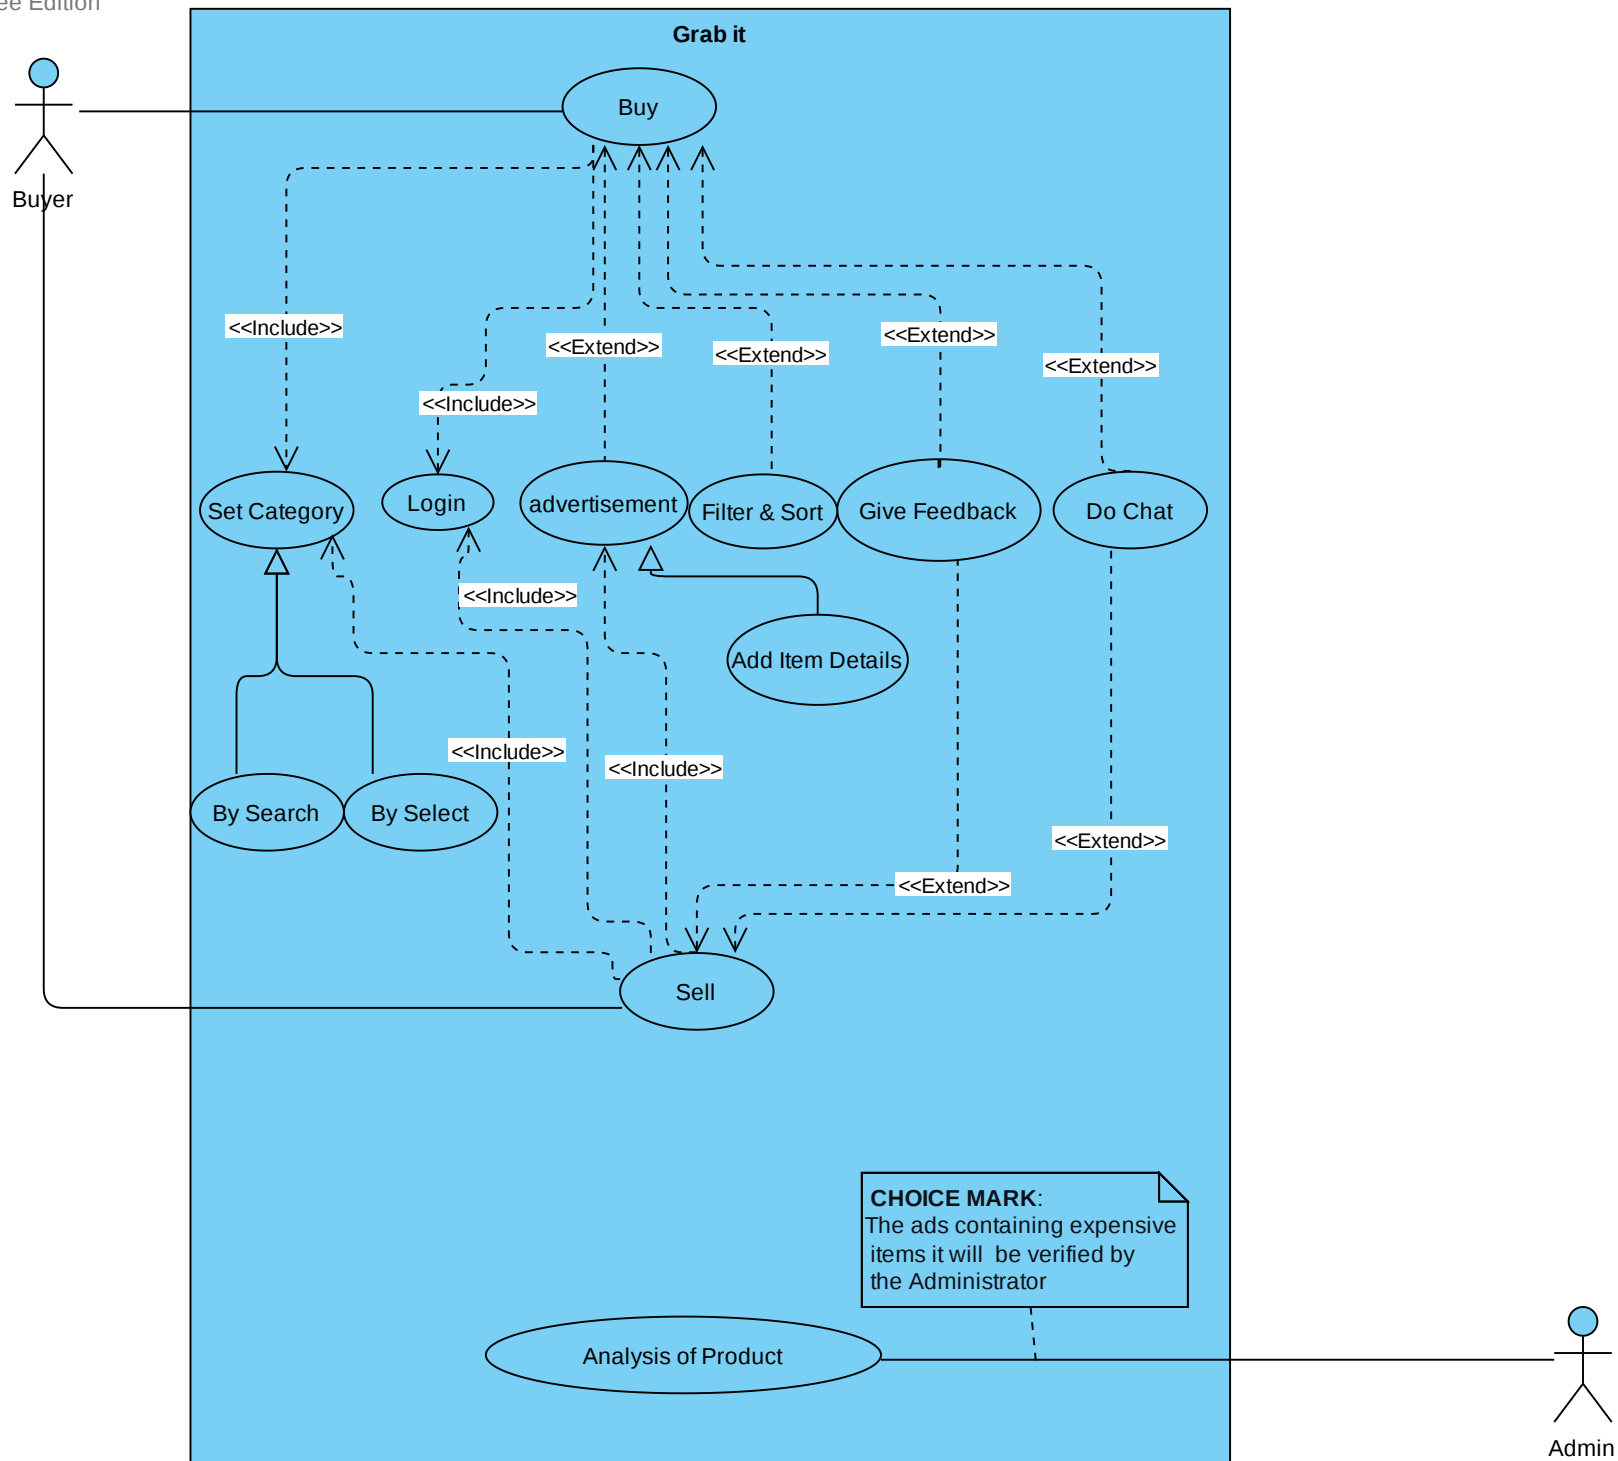 ee Edition
Grab it
Buy
Buyer
<<Include>>
<<Extend>>
<<Extend>>
<<Extend>>
<<Extend>>
<<Include>>
Set Category
Login
advertisement
Filter & Sort
Give Feedback
Do Chat
<<Include>>
Add Item Details
<<Include>>
<<Include>>
By Search
By Select
<<Extend>>
<<Extend>>
Sell
CHOICE MARK:
The ads containing expensive
items it will  be verified by
the Administrator
Analysis of Product
Admin